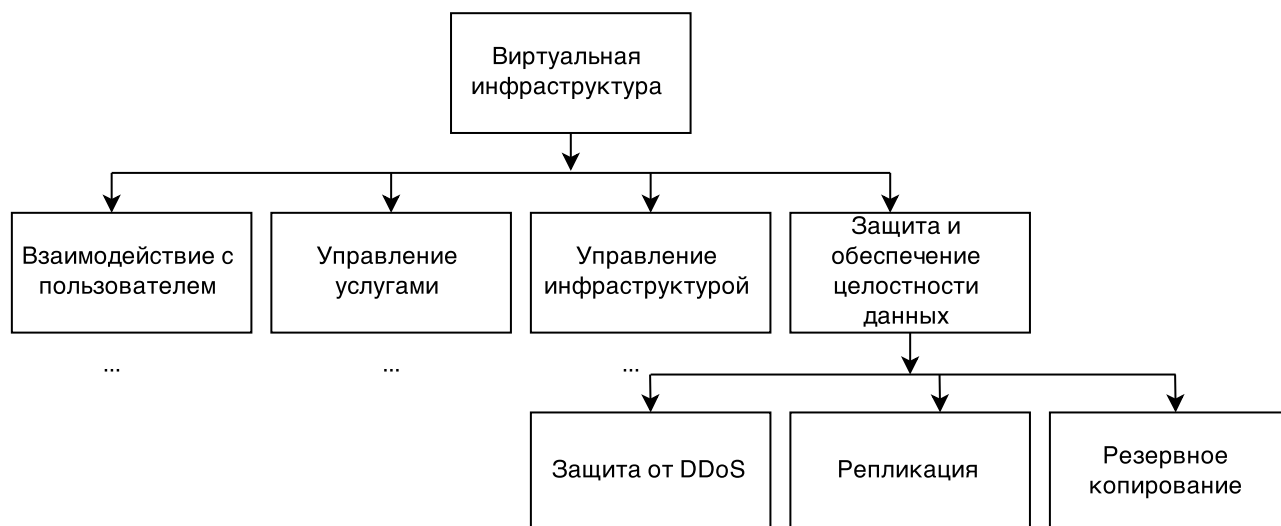 Виртуальная
инфраструктура
Взаимодействие с
пользователем
Управление
услугами
Управление
инфраструктурой
Защита и
обеспечение
целостности
данных
...
...
...
Защита от DDoS
Репликация
Резервное
копирование